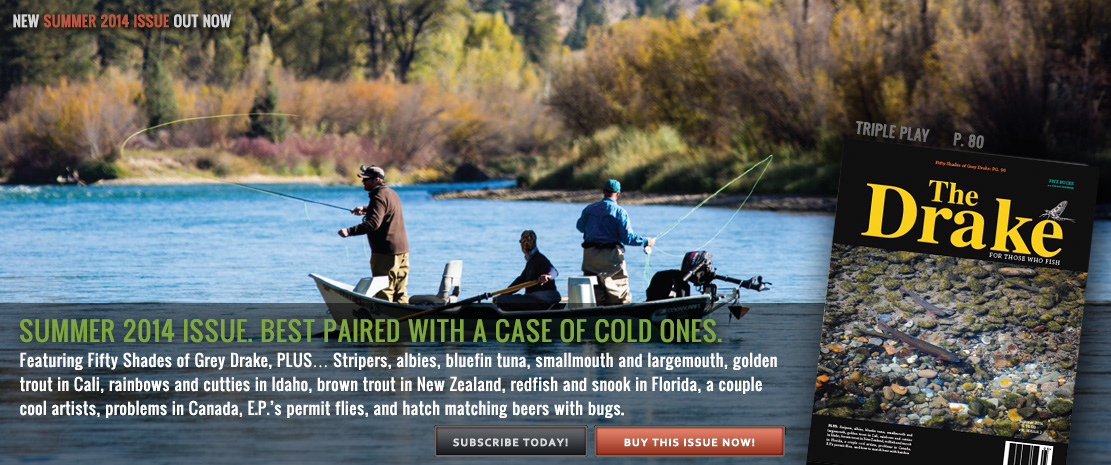 NEW SUMMER 2014 ISSUE OUT NOW
TRIPLE PLAY P. 80
Fifty Shades of Grey Drake PG. 50
The
Drake
FOR THOSE WHO FISH
SUMMER 2014 ISSUE. BEST PAIRED WITH A CASE OF COLD ONES.
Featuring Fifty Shades of Grey Drake, PLUS... Stripers, albies, bluefin tuna, smallmouth and largemouth, golden
trout in Cali, rainbows and cutties in Idaho, brown trout in New Zealand, redfish and snook in Florida, a couple
cool artists, problems in Canada, E.P.'s permit flies, and hatch matching beers with bugs.
SUBSCRIBE TODAY!
BUY THIS ISSUE NOW!